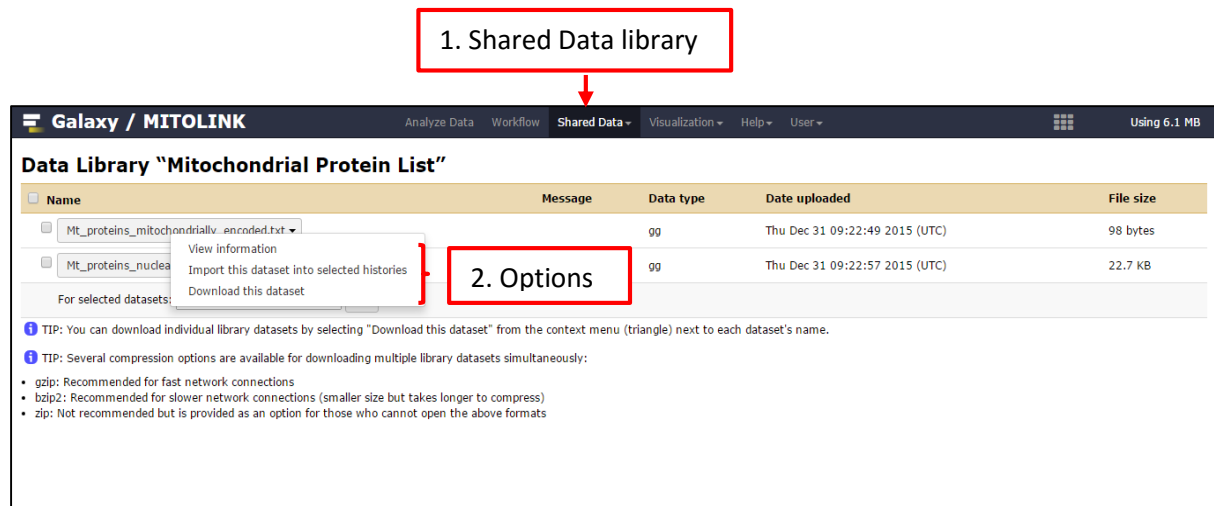 1. Shared Data library
Galaxy / MITOLINK Analyze Data Workflow Shared Data Visualization Help User Using 6.1 MB
Data Library “Mitochondrial Protein List”
Name Message Data type Date uploaded File size
Mt_proteins_mitochondrially_encoded.txt gg Thu Dec 31 09:22:49 2015 (UTC) 98 bytes
View information
Mt_proteins_nuclea gg Thu Dec 31 09:22:57 2015 (UTC) 22.7 KB
Import this dataset into selected histories
2. Options
Download this dataset
For selected datasets:
TIP: You can download individual library datasets by selecting "Download this dataset" from the context menu (triangle) next to each dataset's name.
TIP: Several compression options are available for downloading multiple library datasets simultaneously:
• gzip: Recommended for fast network connections
• bzip2: Recommended for slower network connections (smaller size but takes longer to compress)
• zip: Not recommended but is provided as an option for those who cannot open the above formats